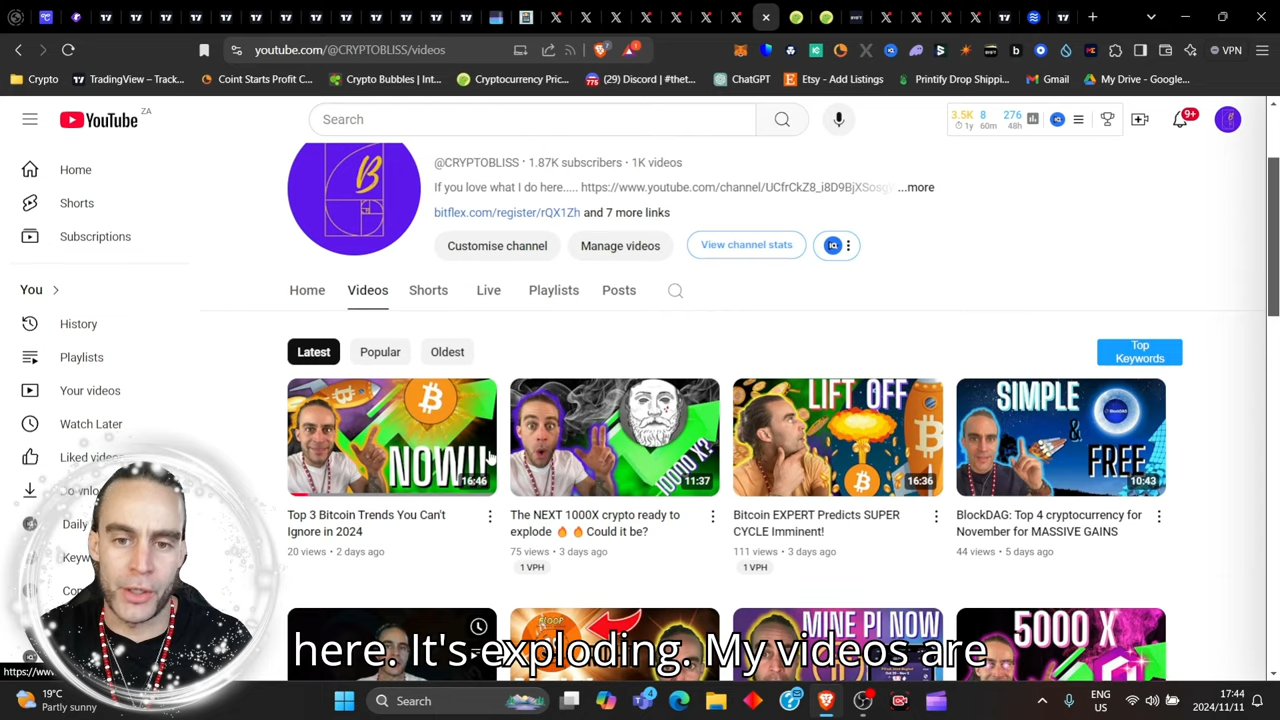 youtube.com/@CRYPTOBLISS/videos
VPN
Crypto
TradingView – Track...
Coint Starts Profit C...
Crypto Bubbles | Int...
Cryptocurrency Pric...
(29) Discord | #thet...
ChatGPT
Etsy - Add Listings
Printify Drop Shippi...
Gmail
My Drive - Google...
YouTube ZA
Search
3.5K 8 276
1y 60m 48h
9+
Home
Shorts
Subscriptions
You
History
Playlists
Your videos
Watch Later
Liked videos
Daily
@CRYPTOBLISS · 1.87K subscribers · 1K videos
If you love what I do here..... https://www.youtube.com/channel/UCfrCkZ8_i8D9BjXSosgV ...more
bitflex.com/register/rQX1Zh and 7 more links
Customise channel
Manage videos
View channel stats
Home
Videos
Shorts
Live
Playlists
Posts
Latest
Popular
Oldest
Top
Keywords
NOW!!
16:46
Top 3 Bitcoin Trends You Can't
Ignore in 2024
20 views · 2 days ago
1000X?
11:37
The NEXT 1000X crypto ready to
explode 🔥🔥Could it be?
75 views · 3 days ago
1 VPH
LIFT OFF
16:36
Bitcoin EXPERT Predicts SUPER
CYCLE Imminent!
111 views · 3 days ago
1 VPH
SIMPLE
&
FREE
10:43
BlockDAG: Top 4 cryptocurrency for
November for MASSIVE GAINS
44 views · 5 days ago
MINE PI NOW
5000 X
here. It's exploding. My videos are
19°C
Partly sunny
Search
ENG
US
17:44
2024/11/11